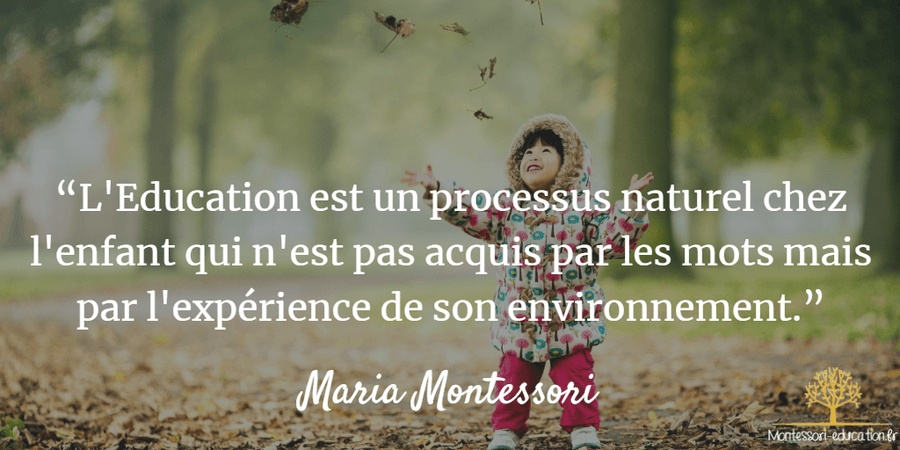 “L'Education est un processus naturel chez
l'enfant qui n'est pas acquis par les mots mais
par l'expérience de son environnement.”
Maria Montessori
Montessori-education.fr